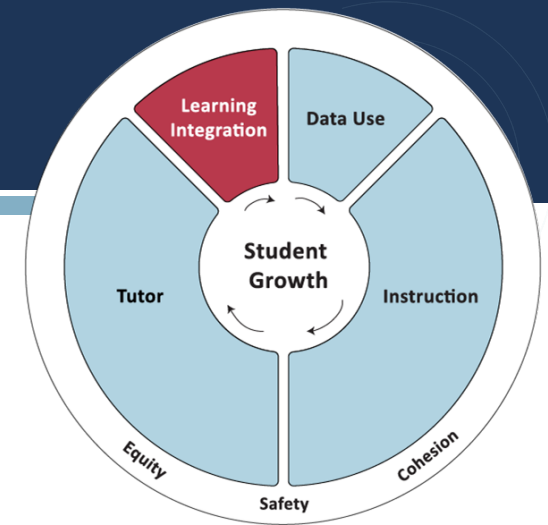 Learning
Integration
Data Use
Student
Growth
Tutor
Instruction
Equity
Safety
Cohesion